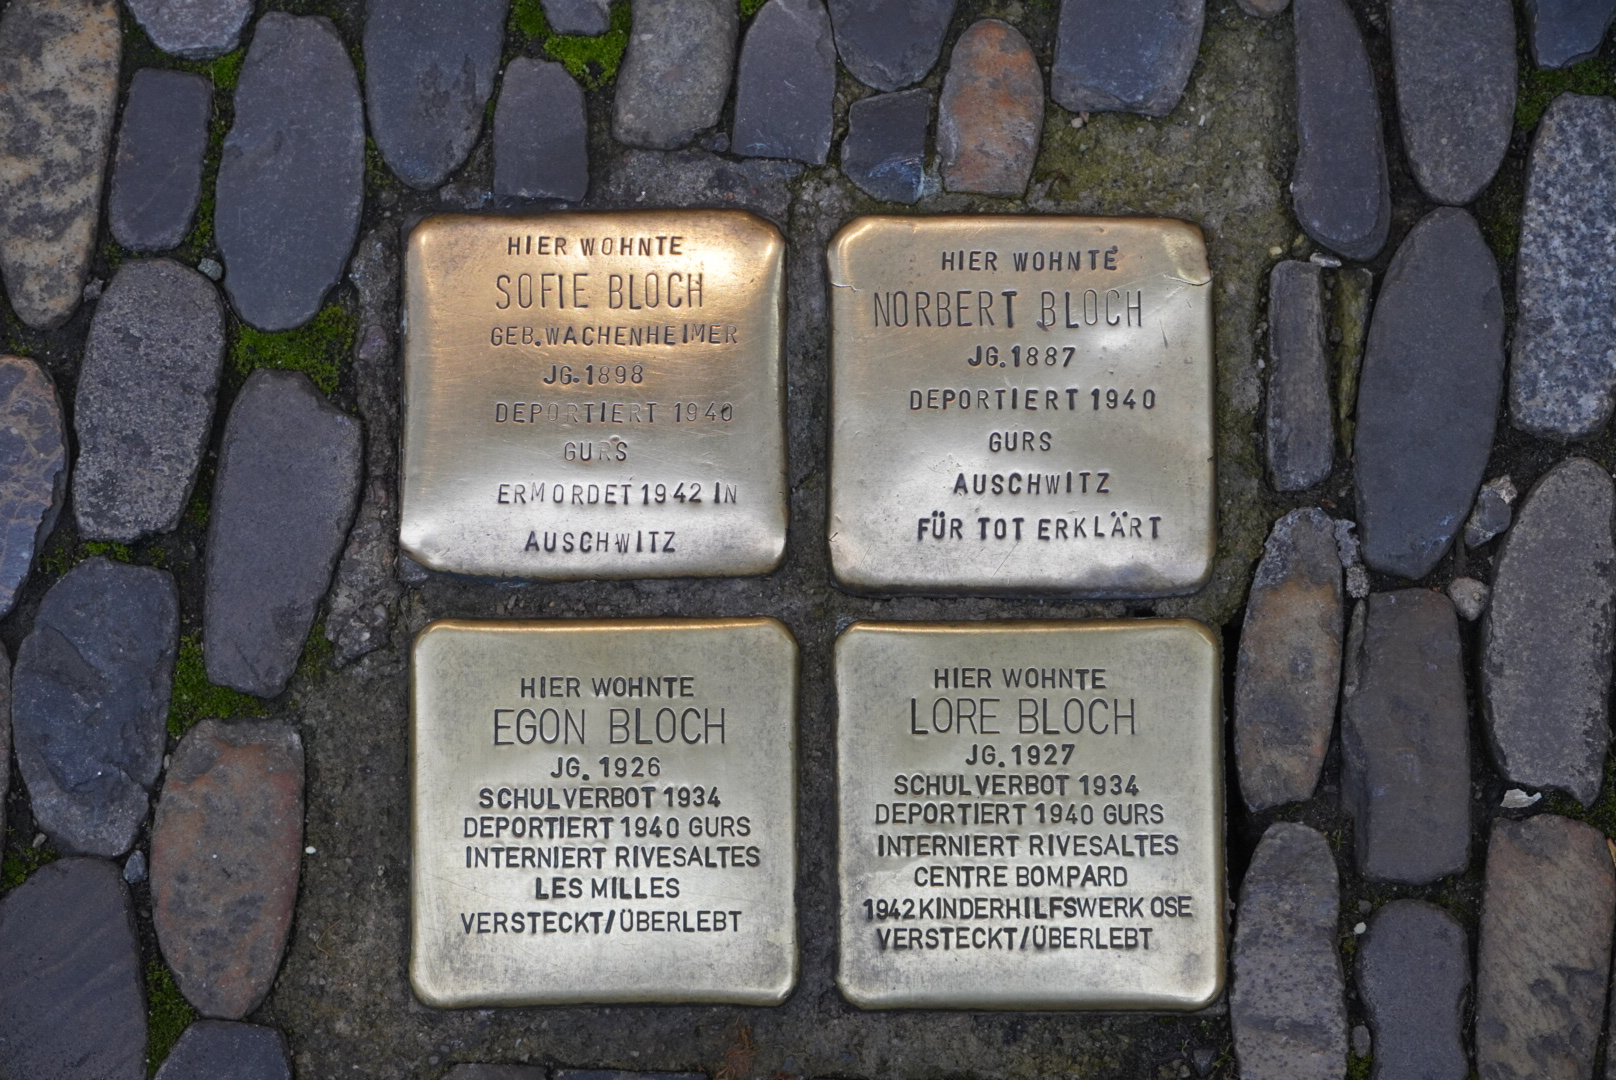 HIER WOHNTE
SOFIE BLOCH
GEB.WACHENHEIMER
JG.1898
DEPORTIERT 1940
GURS
ERMORDET 1942 IN
AUSCHWITZ
HIER WOHNTE
NORBERT BLOCH
JG.1887
DEPORTIERT 1940
GURS
AUSCHWITZ
FÜR TOT ERKLÄRT
HIER WOHNTE
EGON BLOCH
JG. 1926
SCHULVERBOT 1934
DEPORTIERT 1940 GURS
INTERNIERT RIVESALTES
LES MILLES
VERSTECKT/ÜBERLEBT
HIER WOHNTE
LORE BLOCH
JG. 1927
SCHULVERBOT 1934
DEPORTIERT 1940 GURS
INTERNIERT RIVESALTES
CENTRE BOMPARD
1942 KINDERHILFSWERK OSE
VERSTECKT/ÜBERLEBT